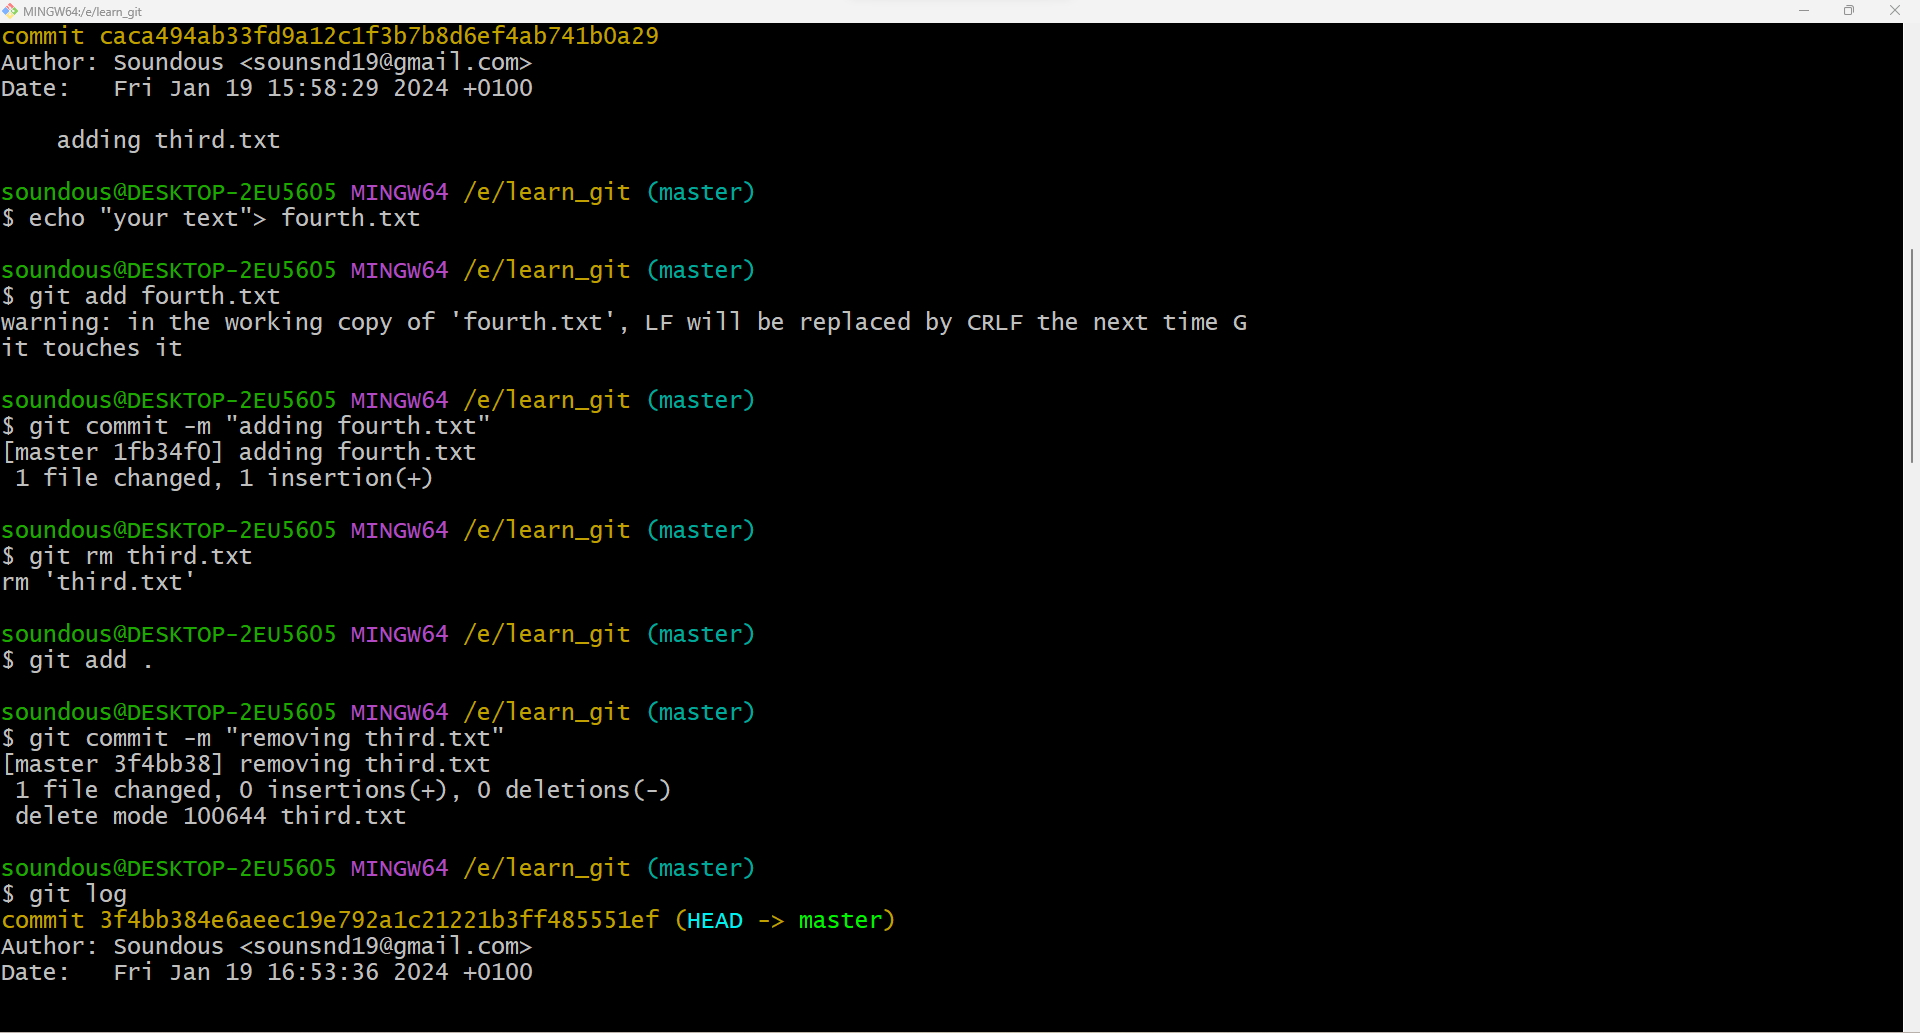 MINGW64:/e/learn_git
commit caca494ab33fd9a12c1f3b7b8d6ef4ab741b0a29
Author: Soundous <sounsnd19@gmail.com>
Date:   Fri Jan 19 15:58:29 2024 +0100
    adding third.txt
soundous@DESKTOP-2EU5605 MINGW64 /e/learn_git (master)
$ echo "your text"> fourth.txt
soundous@DESKTOP-2EU5605 MINGW64 /e/learn_git (master)
$ git add fourth.txt
warning: in the working copy of 'fourth.txt', LF will be replaced by CRLF the next time G
it touches it
soundous@DESKTOP-2EU5605 MINGW64 /e/learn_git (master)
$ git commit -m "adding fourth.txt"
[master 1fb34f0] adding fourth.txt
 1 file changed, 1 insertion(+)
soundous@DESKTOP-2EU5605 MINGW64 /e/learn_git (master)
$ git rm third.txt
rm 'third.txt'
soundous@DESKTOP-2EU5605 MINGW64 /e/learn_git (master)
$ git add .
soundous@DESKTOP-2EU5605 MINGW64 /e/learn_git (master)
$ git commit -m "removing third.txt"
[master 3f4bb38] removing third.txt
 1 file changed, 0 insertions(+), 0 deletions(-)
 delete mode 100644 third.txt
soundous@DESKTOP-2EU5605 MINGW64 /e/learn_git (master)
$ git log
commit 3f4bb384e6aeec19e792a1c21221b3ff485551ef (HEAD -> master)
Author: Soundous <sounsnd19@gmail.com>
Date:   Fri Jan 19 16:53:36 2024 +0100